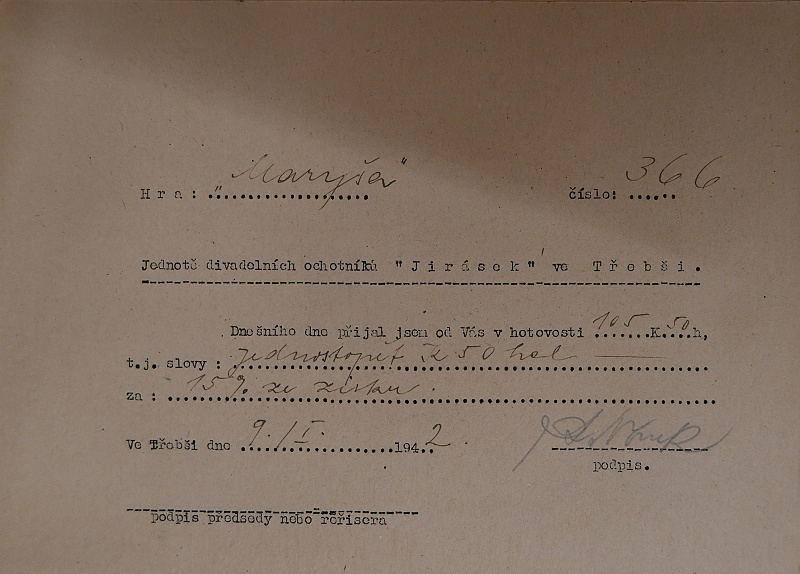 Hra: "Maryša" číslo: 366
Jednotě divadelních ochotníků "Jirásek" ve Třebši.
Dnešního dne přijal jsem od Vás v hotovosti 105 K 50 h,
t.j. slovy: jednostopět K 50 hal
za: 15% ze zisku.
Ve Třebši dne 9./I. 1942.
podpis.
podpis předsedy nebo režisera